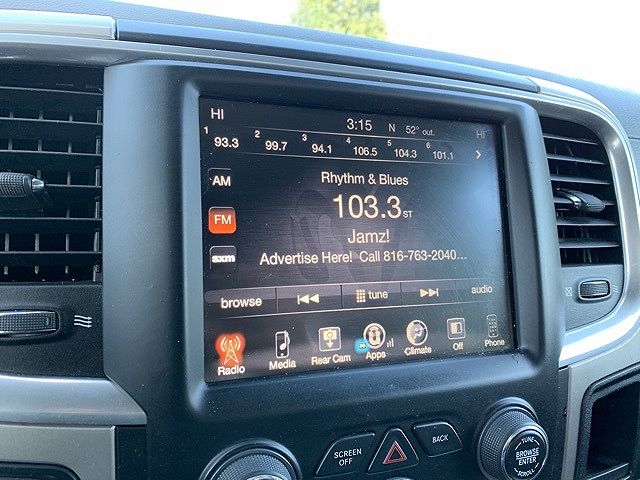 HI 3:15 N 52° out. HI
1 93.3 2 99.7 3 94.1 4 106.5 5 104.3 6 101.1
AM
Rhythm & Blues
FM
103.3 ST
Jamz!
sxm
Advertise Here! Call 816-763-2040...
browse tune audio
Radio Media Rear Cam Apps Climate Off Phone
SCREEN OFF
BACK
TUNE
BROWSE
ENTER
SCROLL